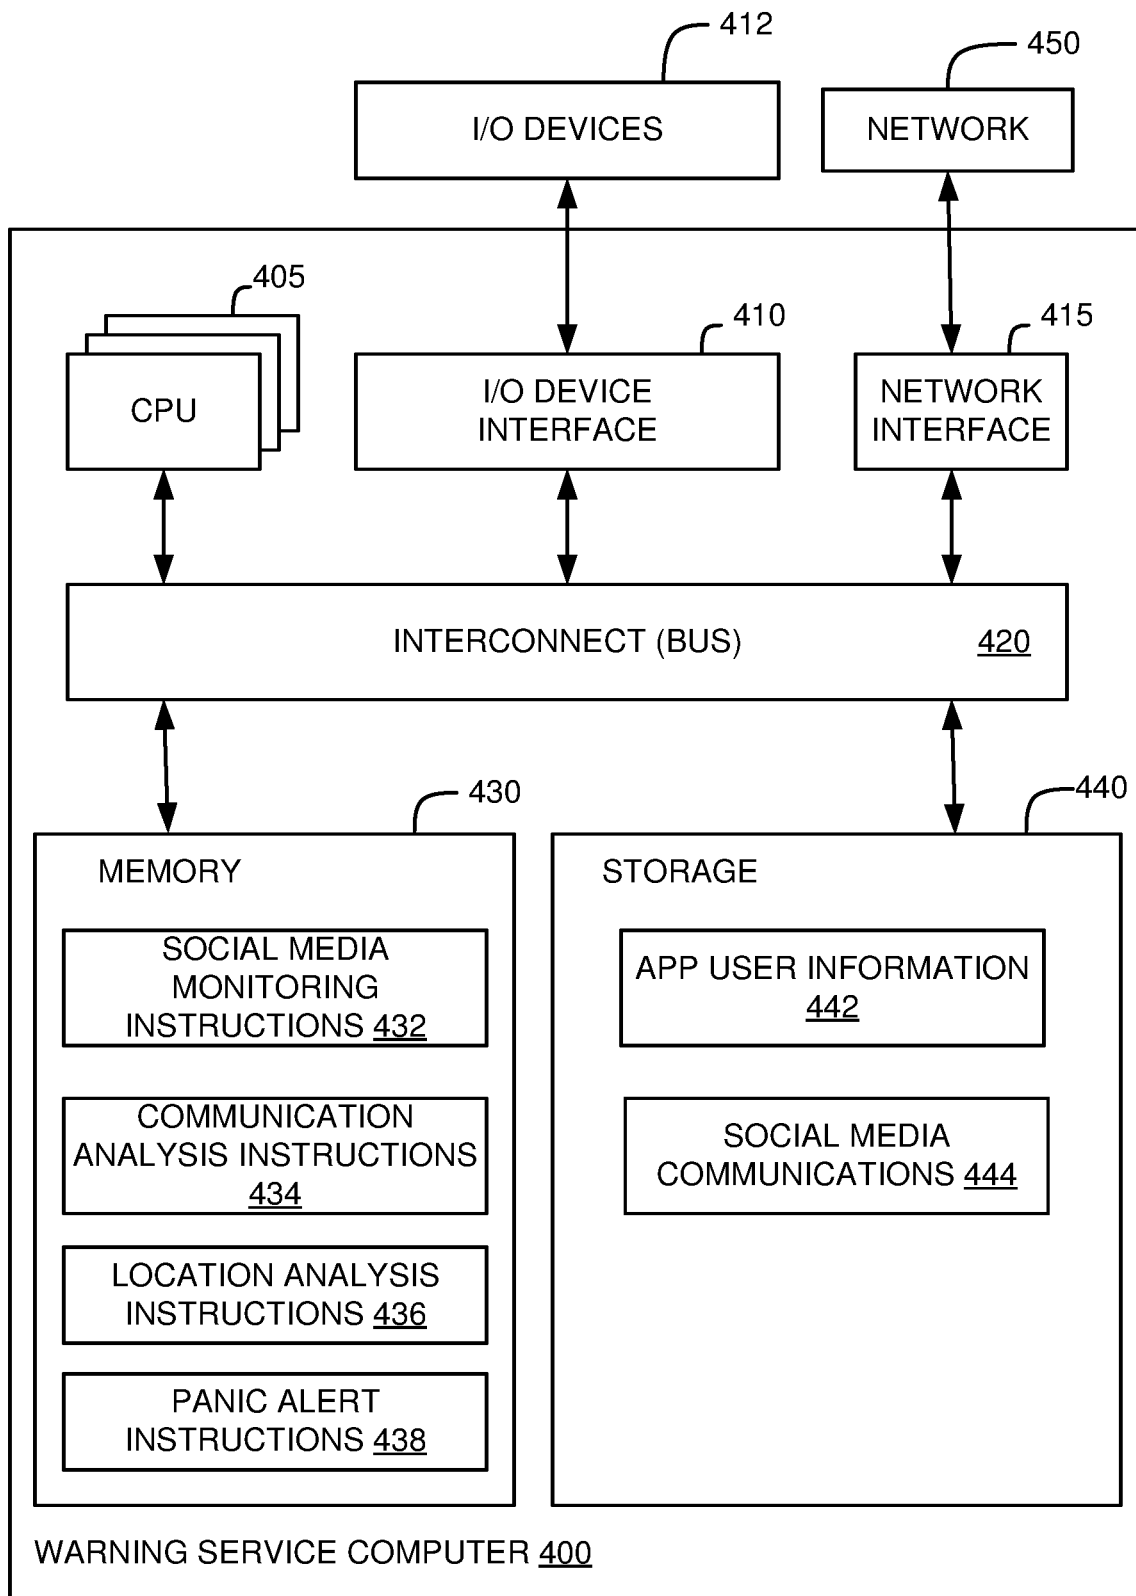 412
450
I/O DEVICES
NETWORK
405
410
415
CPU
I/O DEVICE
INTERFACE
NETWORK
INTERFACE
INTERCONNECT (BUS) 420
430
440
MEMORY
SOCIAL MEDIA
MONITORING
INSTRUCTIONS 432
COMMUNICATION
ANALYSIS INSTRUCTIONS
434
LOCATION ANALYSIS
INSTRUCTIONS 436
PANIC ALERT
INSTRUCTIONS 438
STORAGE
APP USER INFORMATION
442
SOCIAL MEDIA
COMMUNICATIONS 444
WARNING SERVICE COMPUTER 400